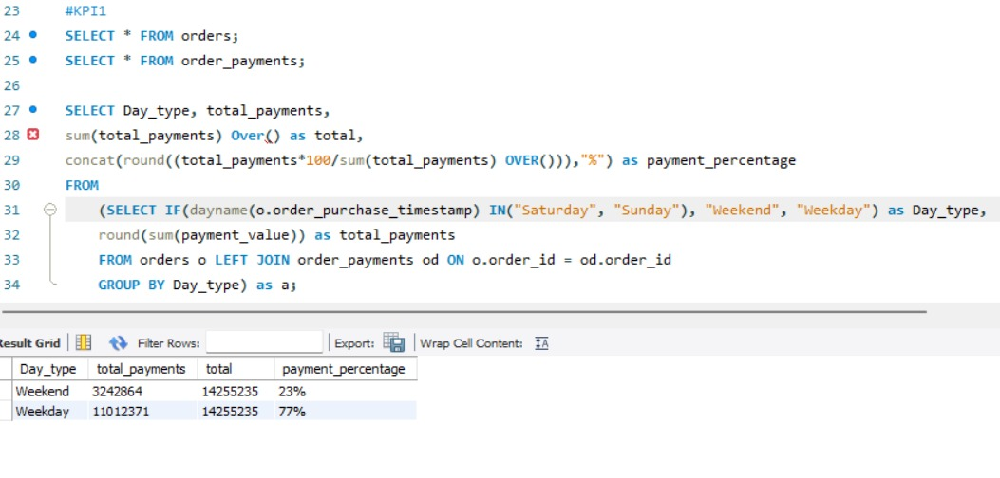 23 #KPI1
24 SELECT * FROM orders;
25 SELECT * FROM order_payments;
26
27 SELECT Day_type, total_payments,
28 sum(total_payments) Over() as total,
29 concat(round((total_payments*100/sum(total_payments) OVER())),"%") as payment_percentage
30 FROM
31 (SELECT IF(dayname(o.order_purchase_timestamp) IN("Saturday", "Sunday"), "Weekend", "Weekday") as Day_type,
32 round(sum(payment_value)) as total_payments
33 FROM orders o LEFT JOIN order_payments od ON o.order_id = od.order_id
34 GROUP BY Day_type) as a;
Result Grid Filter Rows: Export: Wrap Cell Content: IA
Day_type total_payments total payment_percentage
Weekend 3242864 14255235 23%
Weekday 11012371 14255235 77%